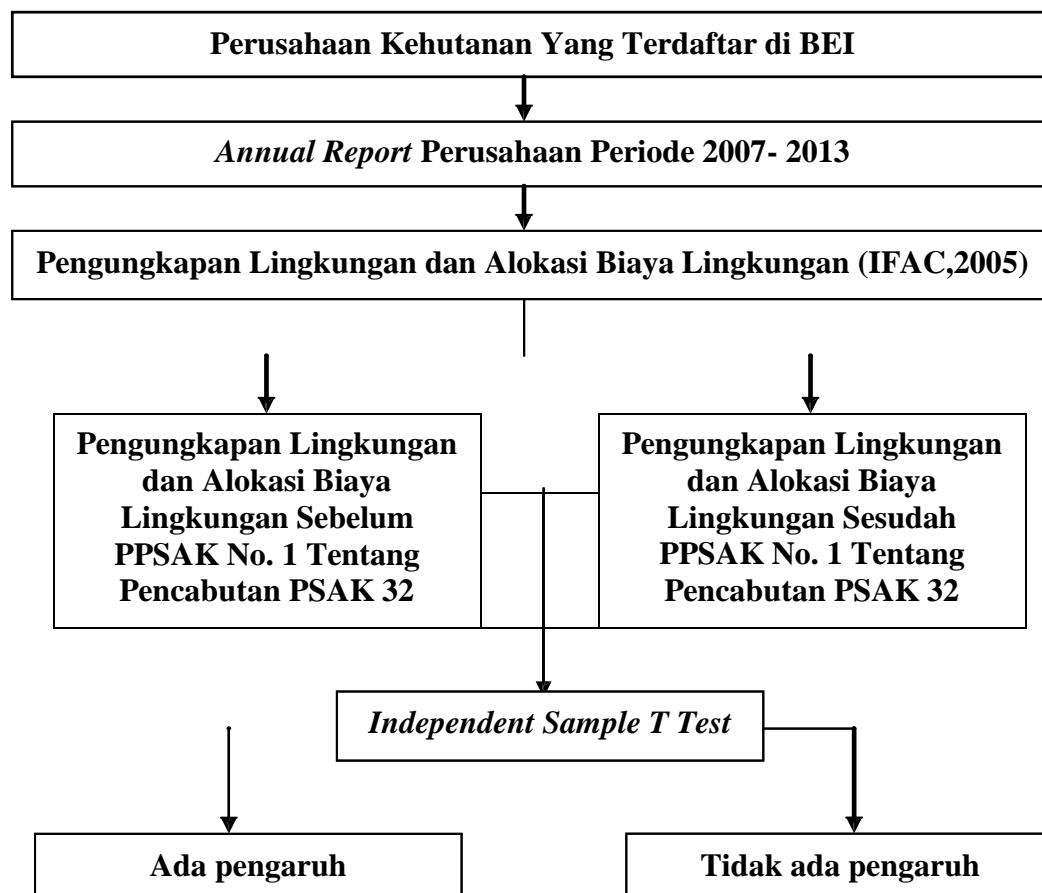 Perusahaan Kehutanan Yang Terdaftar di BEI
Annual Report Perusahaan Periode 2007- 2013
Pengungkapan Lingkungan dan Alokasi Biaya Lingkungan (IFAC,2005)
Pengungkapan Lingkungan
dan Alokasi Biaya
Lingkungan Sebelum
PPSAK No. 1 Tentang
Pencabutan PSAK 32
Pengungkapan Lingkungan
dan Alokasi Biaya
Lingkungan Sesudah
PPSAK No. 1 Tentang
Pencabutan PSAK 32
Independent Sample T Test
Ada pengaruh
Tidak ada pengaruh